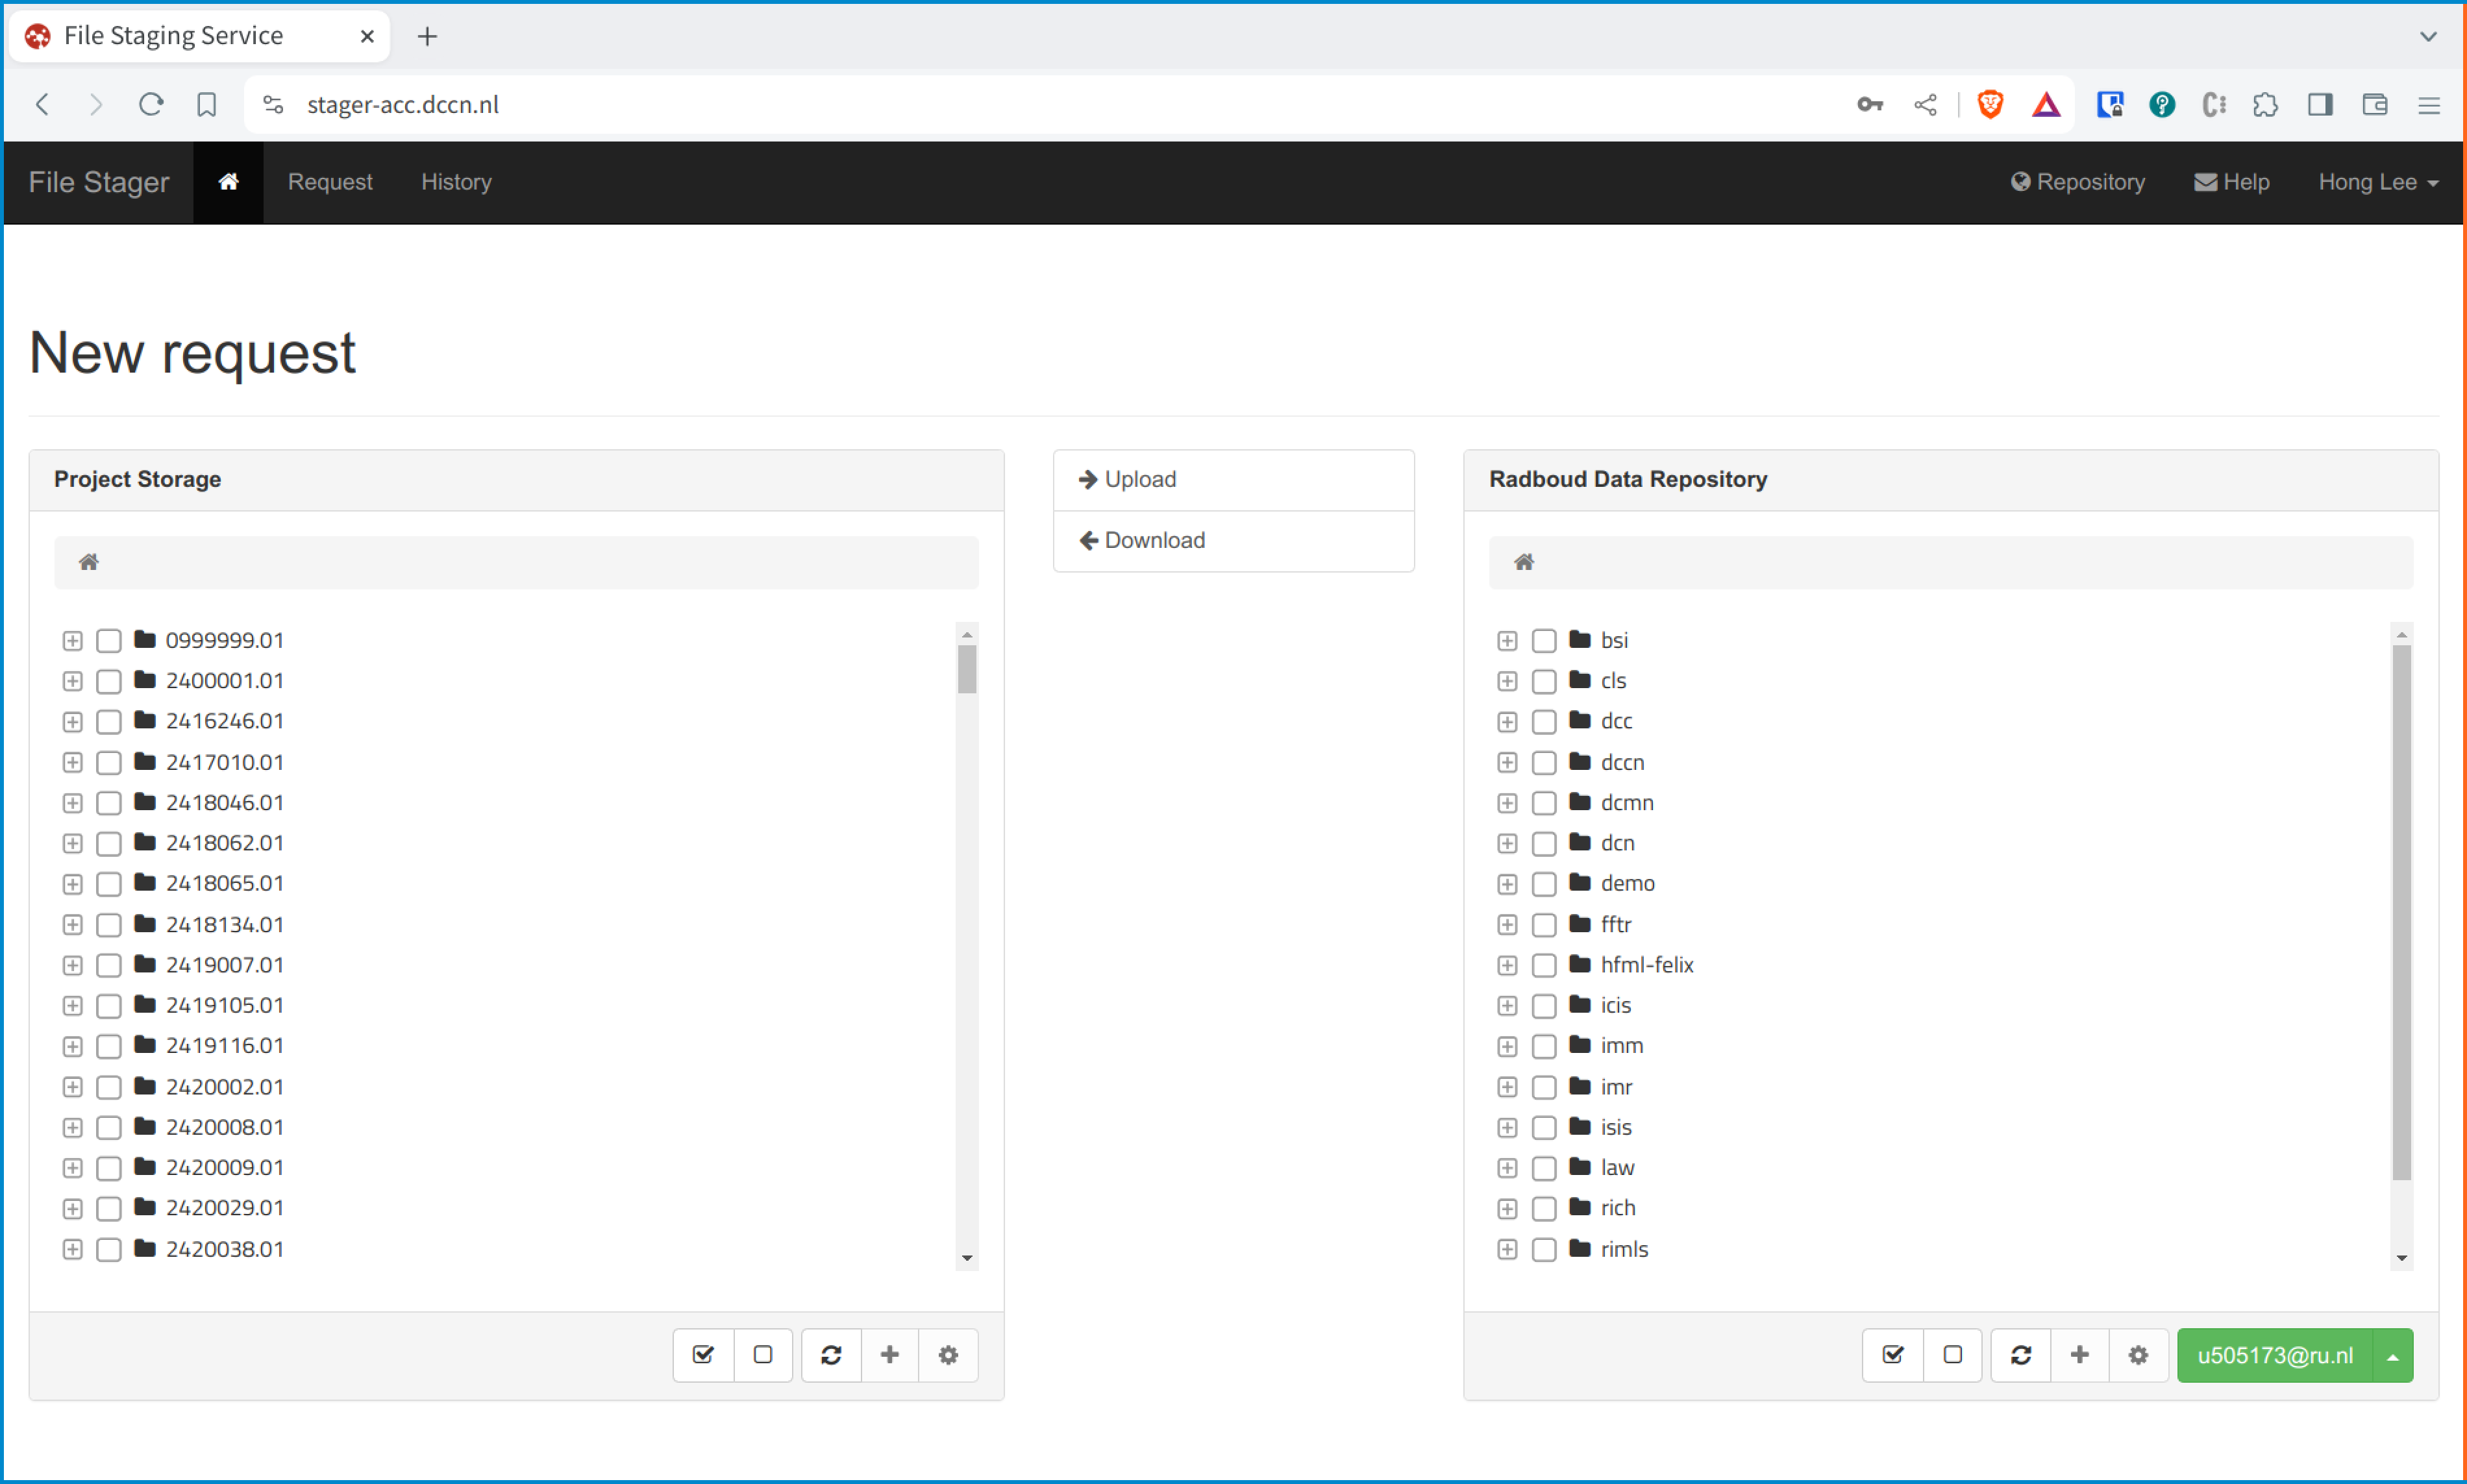 File Staging Service
stager-acc.dccn.nl
File Stager Request History Repository Help Hong Lee
New request
Project Storage
0999999.01
2400001.01
2416246.01
2417010.01
2418046.01
2418062.01
2418065.01
2418134.01
2419007.01
2419105.01
2419116.01
2420002.01
2420008.01
2420009.01
2420029.01
2420038.01
Upload
Download
Radboud Data Repository
bsi
cls
dcc
dccn
dcmn
dcn
demo
fftr
hfml-felix
icis
imm
imr
isis
law
rich
rimls
u505173@ru.nl